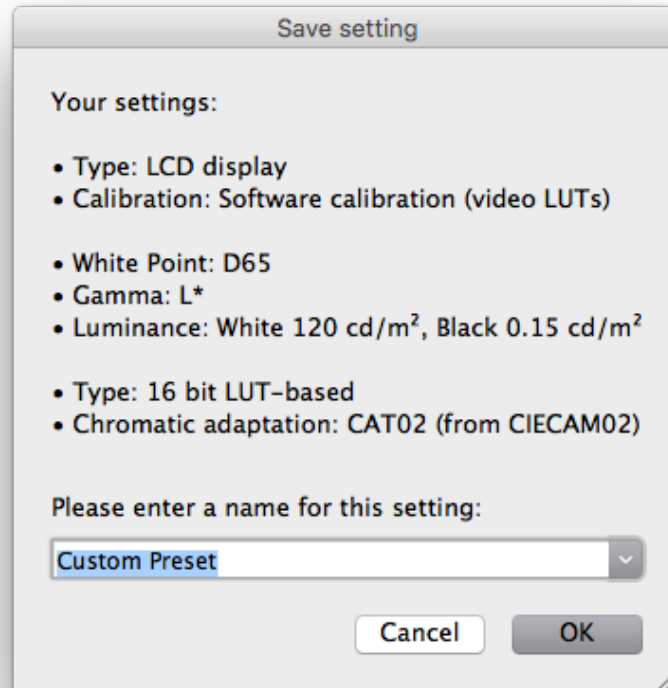 Save setting
Your settings:
• Type: LCD display
• Calibration: Software calibration (video LUTs)
• White Point: D65
• Gamma: L*
• Luminance: White 120 cd/m², Black 0.15 cd/m²
• Type: 16 bit LUT-based
• Chromatic adaptation: CAT02 (from CIECAM02)
Please enter a name for this setting:
Custom Preset
Cancel OK